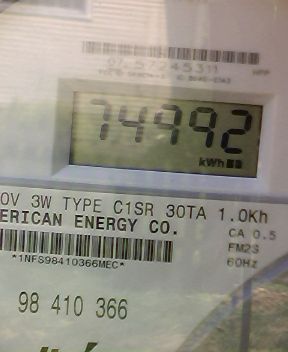 74992
kWh
0V 3W TYPE C1SR 30TA 1.0Kh
ERICAN ENERGY CO.
CA 0.5
FM2S
*1NFS98410366MEC*
60Hz
98 410 366